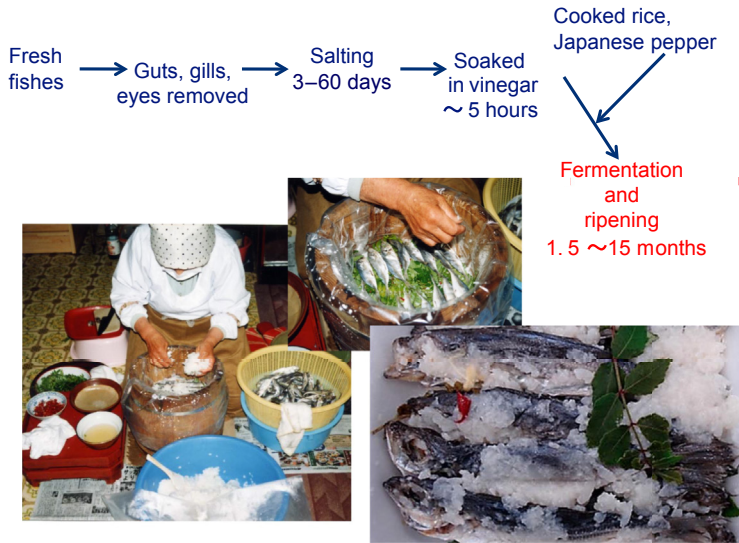 Fresh
fishes
Guts, gills,
eyes removed
Salting
3–60 days
Soaked
in vinegar
～ 5 hours
Cooked rice,
Japanese pepper
Fermentation
and
ripening
1. 5 ～15 months